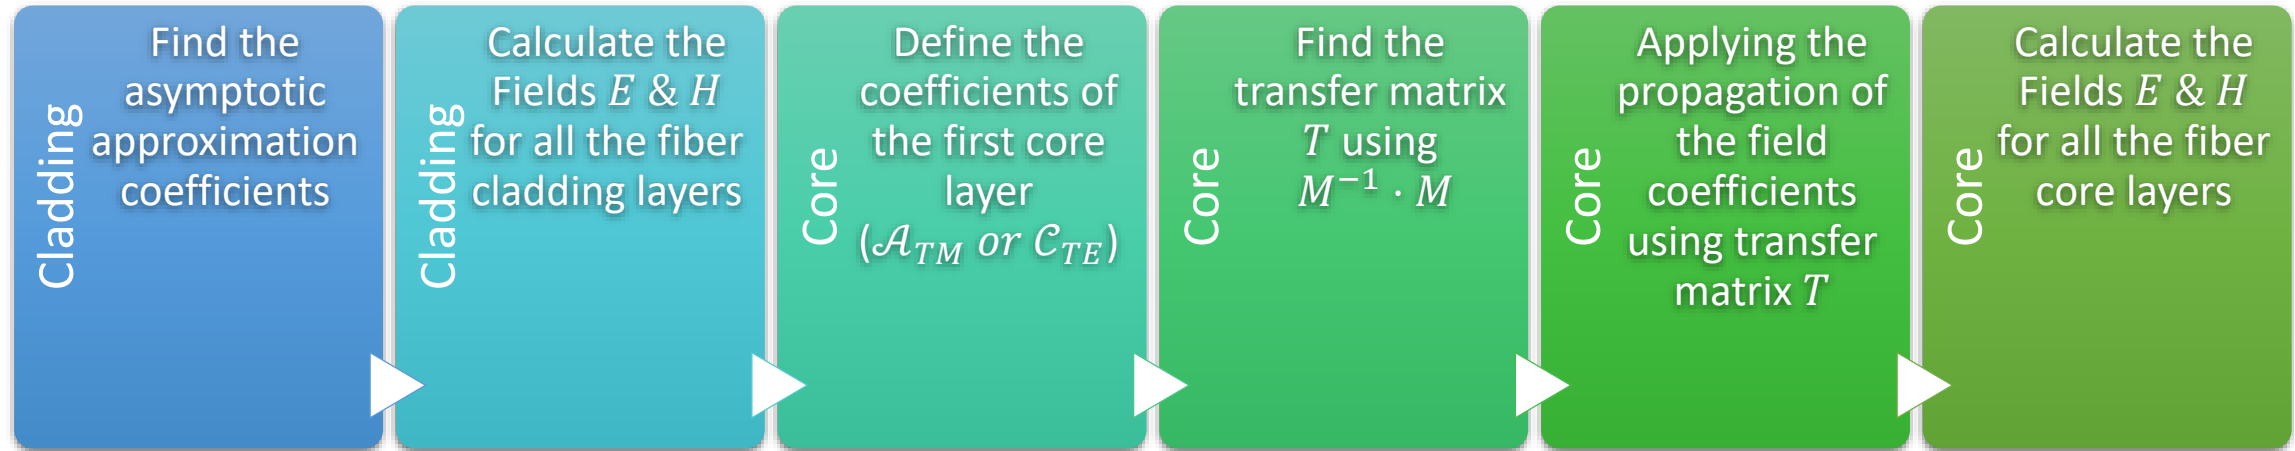 Cladding
Find the
asymptotic
approximation
coefficients
Cladding
Calculate the
Fields E & H
for all the fiber
cladding layers
Core
Define the
coefficients of
the first core
layer
(𝒜_TM or 𝒞_TE)
Core
Find the
transfer matrix
T using
M⁻¹ · M
Core
Applying the
propagation of
the field
coefficients
using transfer
matrix T
Core
Calculate the
Fields E & H
for all the fiber
core layers